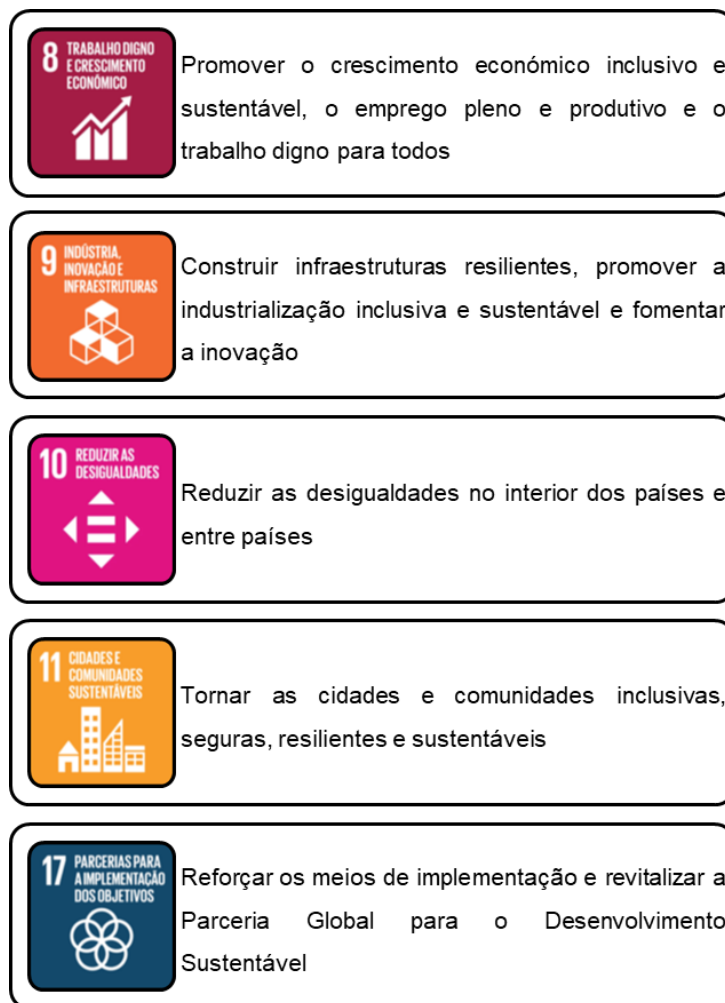 8 TRABALHO DIGNO
E CRESCIMENTO
ECONÓMICO
Promover o crescimento económico inclusivo e
sustentável, o emprego pleno e produtivo e o
trabalho digno para todos
9 INDÚSTRIA,
INOVAÇÃO E
INFRAESTRUTURAS
Construir infraestruturas resilientes, promover a
industrialização inclusiva e sustentável e fomentar
a inovação
10 REDUZIR AS
DESIGUALDADES
Reduzir as desigualdades no interior dos países e
entre países
11 CIDADES E
COMUNIDADES
SUSTENTÁVEIS
Tornar as cidades e comunidades inclusivas,
seguras, resilientes e sustentáveis
17 PARCERIAS PARA
A IMPLEMENTAÇÃO
DOS OBJETIVOS
Reforçar os meios de implementação e revitalizar a
Parceria Global para o Desenvolvimento
Sustentável